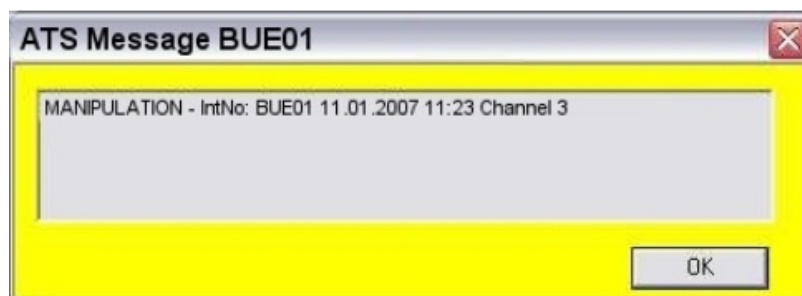 ATS Message BUE01
MANIPULATION - IntNo: BUE01 11.01.2007 11:23 Channel 3
OK